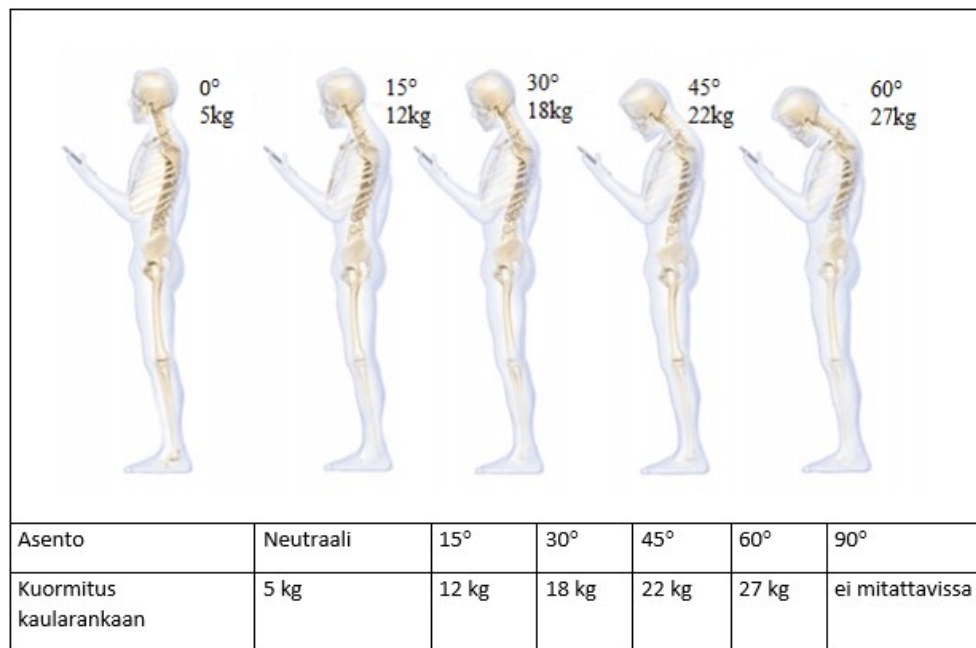 0°
5kg
15°
12kg
30°
18kg
45°
22kg
60°
27kg
Asento Neutraali 15° 30° 45° 60° 90°
Kuormitus kaularankaan 5 kg 12 kg 18 kg 22 kg 27 kg ei mitattavissa